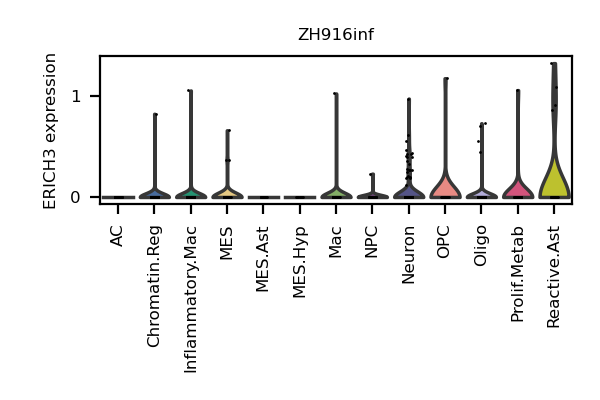 ZH916inf
ERICH3 expression
1
0
AC
Chromatin.Reg
Inflammatory.Mac
MES
MES.Ast
MES.Hyp
Mac
NPC
Neuron
OPC
Oligo
Prolif.Metab
Reactive.Ast